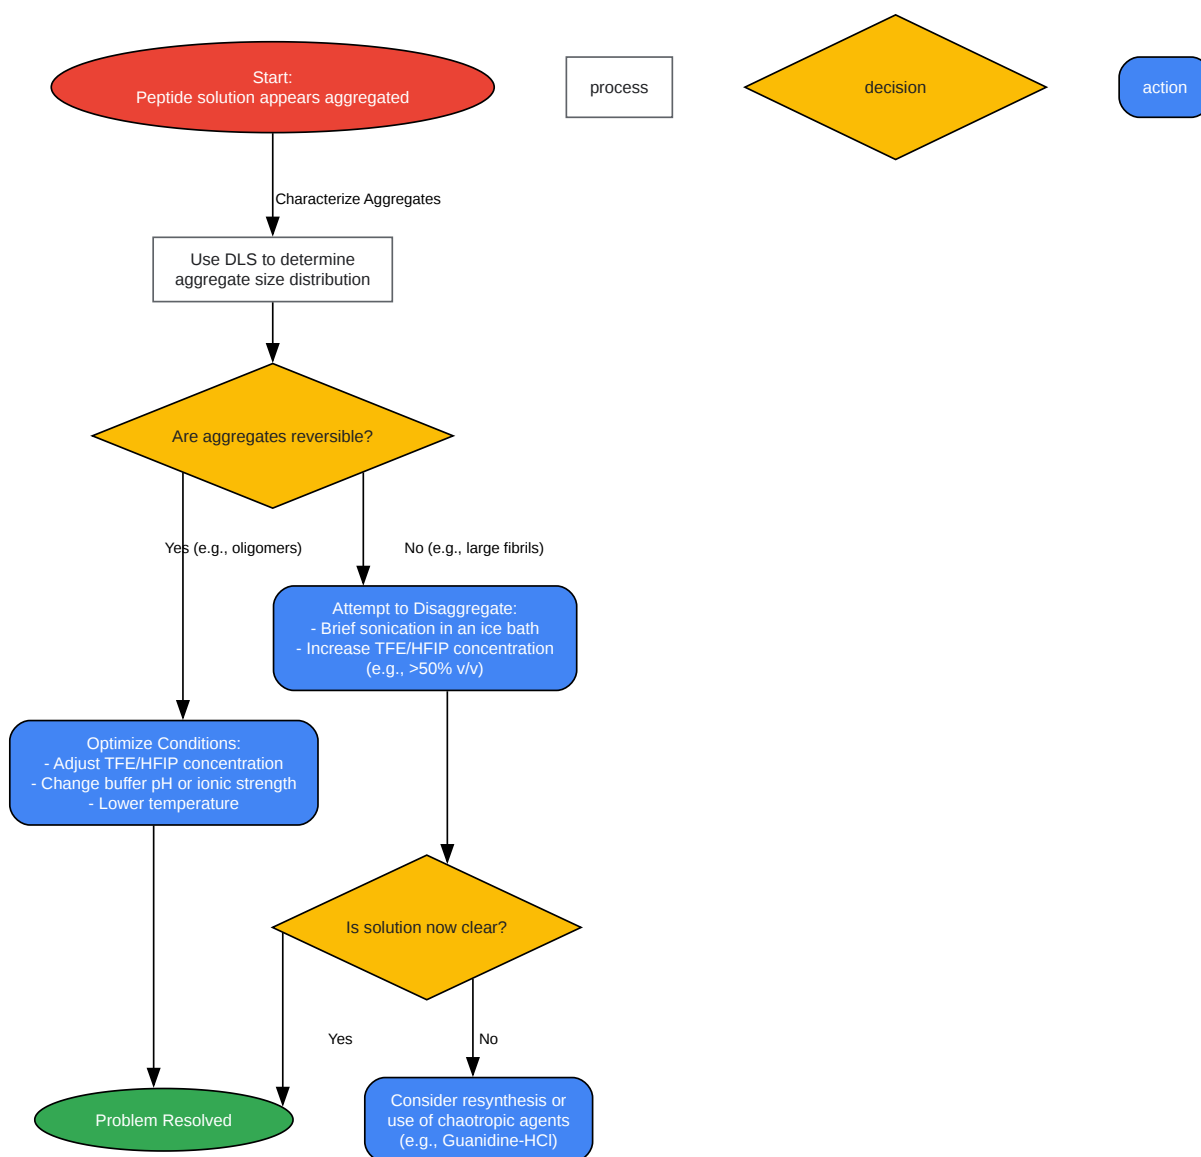 Start:
Peptide solution appears aggregated
process
decision
action
Characterize Aggregates
Use DLS to determine
aggregate size distribution
Are aggregates reversible?
Yes (e.g., oligomers)
No (e.g., large fibrils)
Attempt to Disaggregate:
- Brief sonication in an ice bath
- Increase TFE/HFIP concentration
(e.g., >50% v/v)
Optimize Conditions:
- Adjust TFE/HFIP concentration
- Change buffer pH or ionic strength
- Lower temperature
Is solution now clear?
Yes
No
Problem Resolved
Consider resynthesis or
use of chaotropic agents
(e.g., Guanidine-HCl)